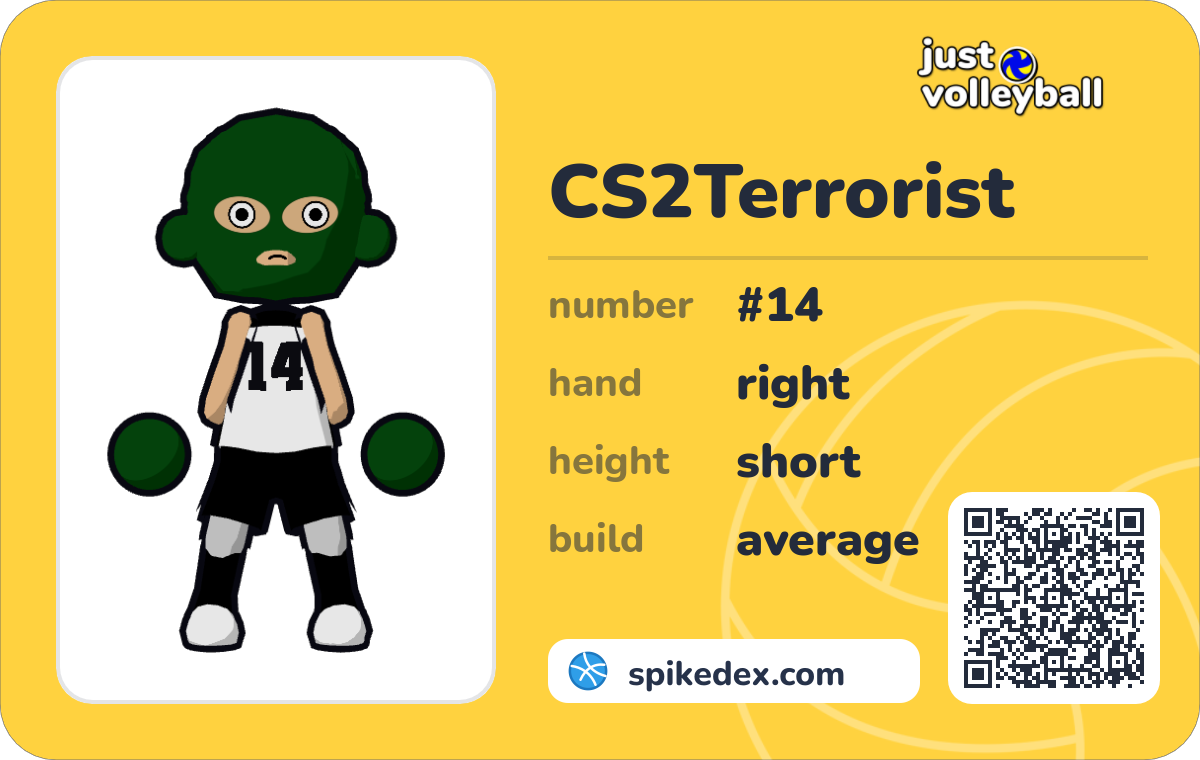 just
volleyball
CS2Terrorist
number #14
hand right
height short
build average
14
spikedex.com